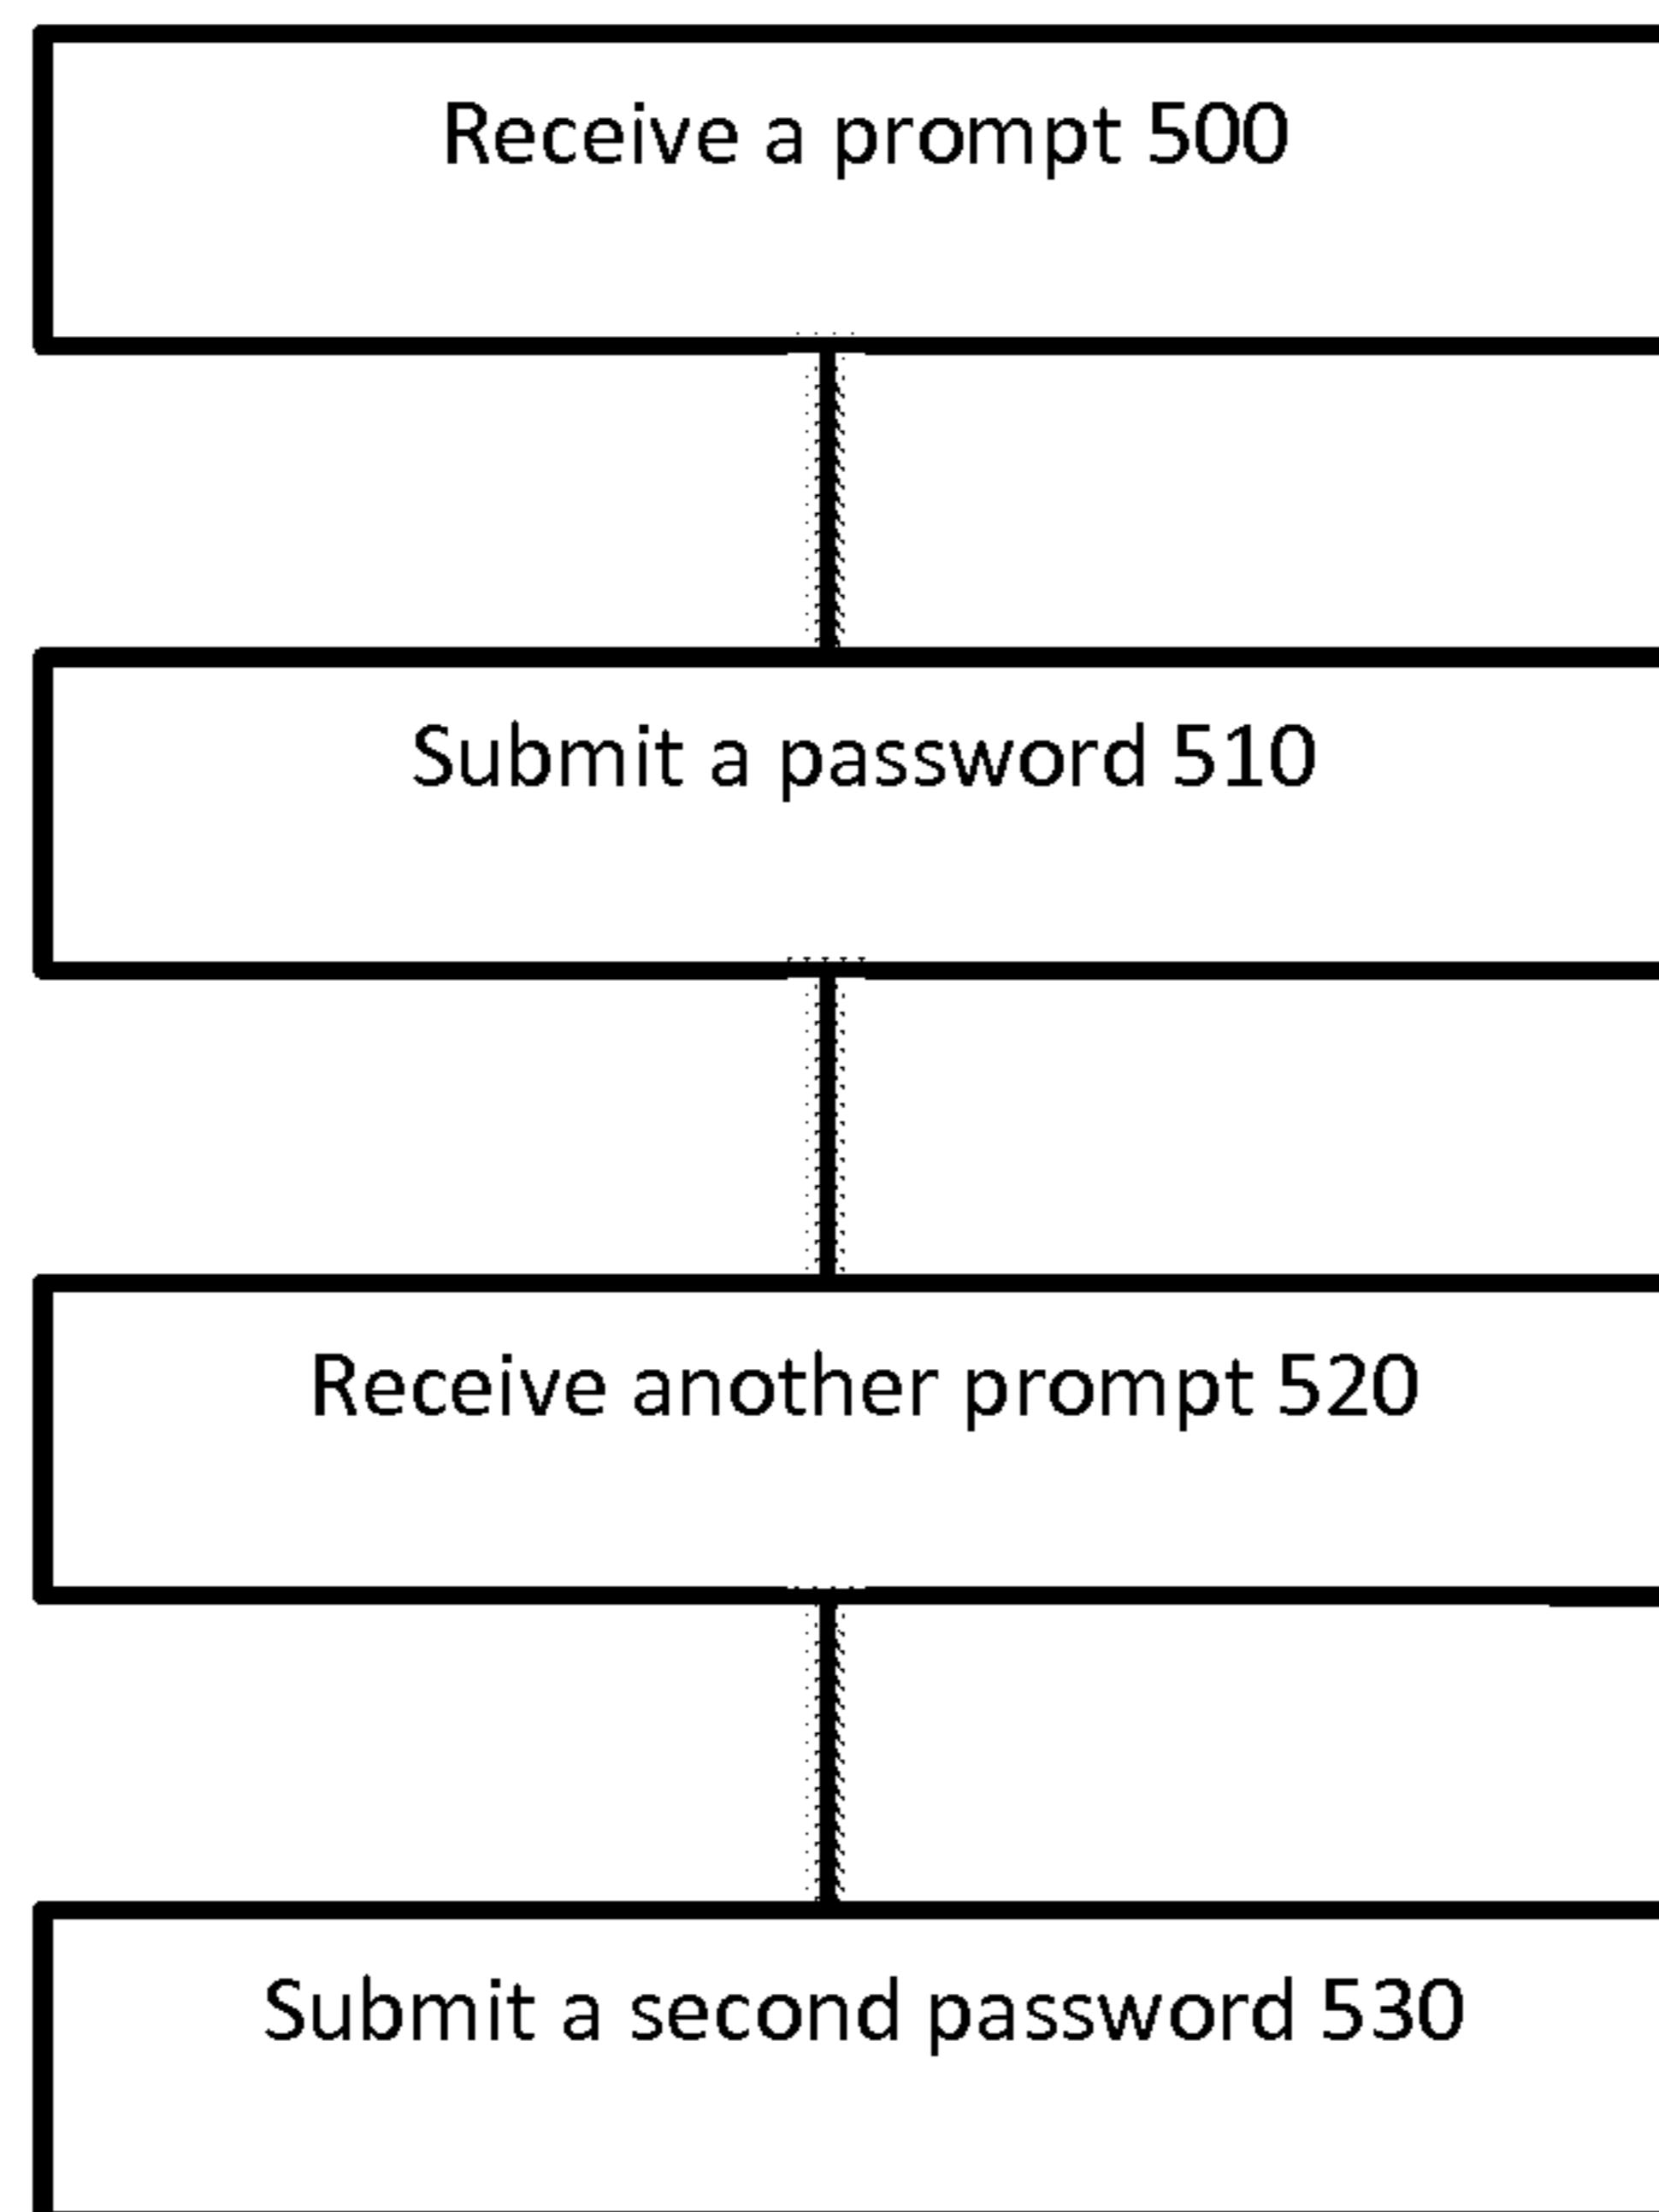 Receive a prompt 500
Submit a password 510
Receive another prompt 520
Submit a second password 530